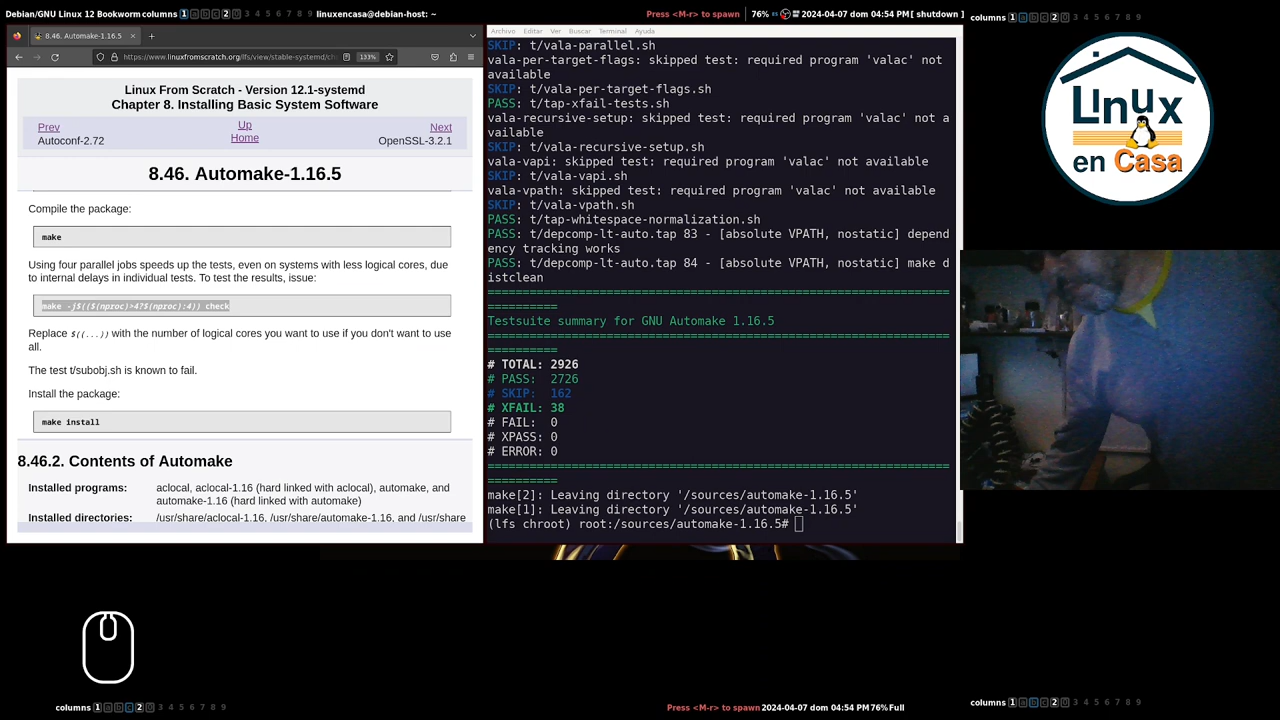 Debian/GNU Linux 12 Bookworm columns 1 a b c 2 0 3 4 5 6 7 8 9 linuxencasa@debian-host: ~ Press <M-r> to spawn 76% ES 2024-04-07 dom 04:54 PM [ shutdown ]
columns 1 a b c 2 0 3 4 5 6 7 8 9
8.46. Automake-1.16.5
https://www.linuxfromscratch.org/lfs/view/stable-systemd/ch 133%
Linux From Scratch - Version 12.1-systemd
Chapter 8. Installing Basic System Software
Prev Up Next
Autoconf-2.72 Home OpenSSL-3.2.1
8.46. Automake-1.16.5
Compile the package:
make
Using four parallel jobs speeds up the tests, even on systems with less logical cores, due
to internal delays in individual tests. To test the results, issue:
make -j$(($(nproc)>4?$(nproc):4)) check
Replace $((...)) with the number of logical cores you want to use if you don't want to use
all.
The test t/subobj.sh is known to fail.
Install the package:
make install
8.46.2. Contents of Automake
Installed programs: aclocal, aclocal-1.16 (hard linked with aclocal), automake, and
automake-1.16 (hard linked with automake)
Installed directories: /usr/share/aclocal-1.16, /usr/share/automake-1.16, and /usr/share
Archivo Editar Ver Buscar Terminal Ayuda
SKIP: t/vala-parallel.sh
vala-per-target-flags: skipped test: required program 'valac' not
available
SKIP: t/vala-per-target-flags.sh
PASS: t/tap-xfail-tests.sh
vala-recursive-setup: skipped test: required program 'valac' not a
vailable
SKIP: t/vala-recursive-setup.sh
vala-vapi: skipped test: required program 'valac' not available
SKIP: t/vala-vapi.sh
vala-vpath: skipped test: required program 'valac' not available
SKIP: t/vala-vpath.sh
PASS: t/tap-whitespace-normalization.sh
PASS: t/depcomp-lt-auto.tap 83 - [absolute VPATH, nostatic] depend
ency tracking works
PASS: t/depcomp-lt-auto.tap 84 - [absolute VPATH, nostatic] make d
istclean
==================================================================
==========
Testsuite summary for GNU Automake 1.16.5
==================================================================
==========
# TOTAL: 2926
# PASS: 2726
# SKIP: 162
# XFAIL: 38
# FAIL: 0
# XPASS: 0
# ERROR: 0
==================================================================
==========
make[2]: Leaving directory '/sources/automake-1.16.5'
make[1]: Leaving directory '/sources/automake-1.16.5'
(lfs chroot) root:/sources/automake-1.16.5#
Linux
en Casa
columns 1 a b c 2 0 3 4 5 6 7 8 9 Press <M-r> to spawn 2024-04-07 dom 04:54 PM 76% Full
columns 1 a b c 2 0 3 4 5 6 7 8 9